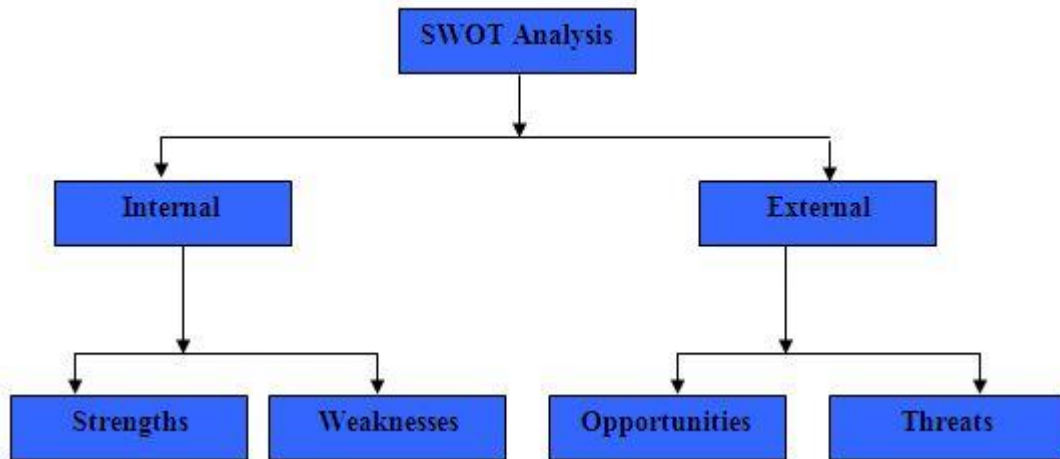 SWOT Analysis
Internal
External
Strengths
Weaknesses
Opportunities
Threats